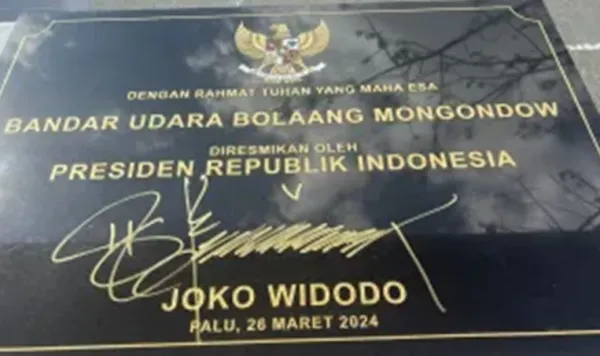 DENGAN RAHMAT TUHAN YANG MAHA ESA
BANDAR UDARA BOLAANG MONGONDOW
DIRESMIKAN OLEH
PRESIDEN REPUBLIK INDONESIA
JOKO WIDODO
PALU, 26 MARET 2024